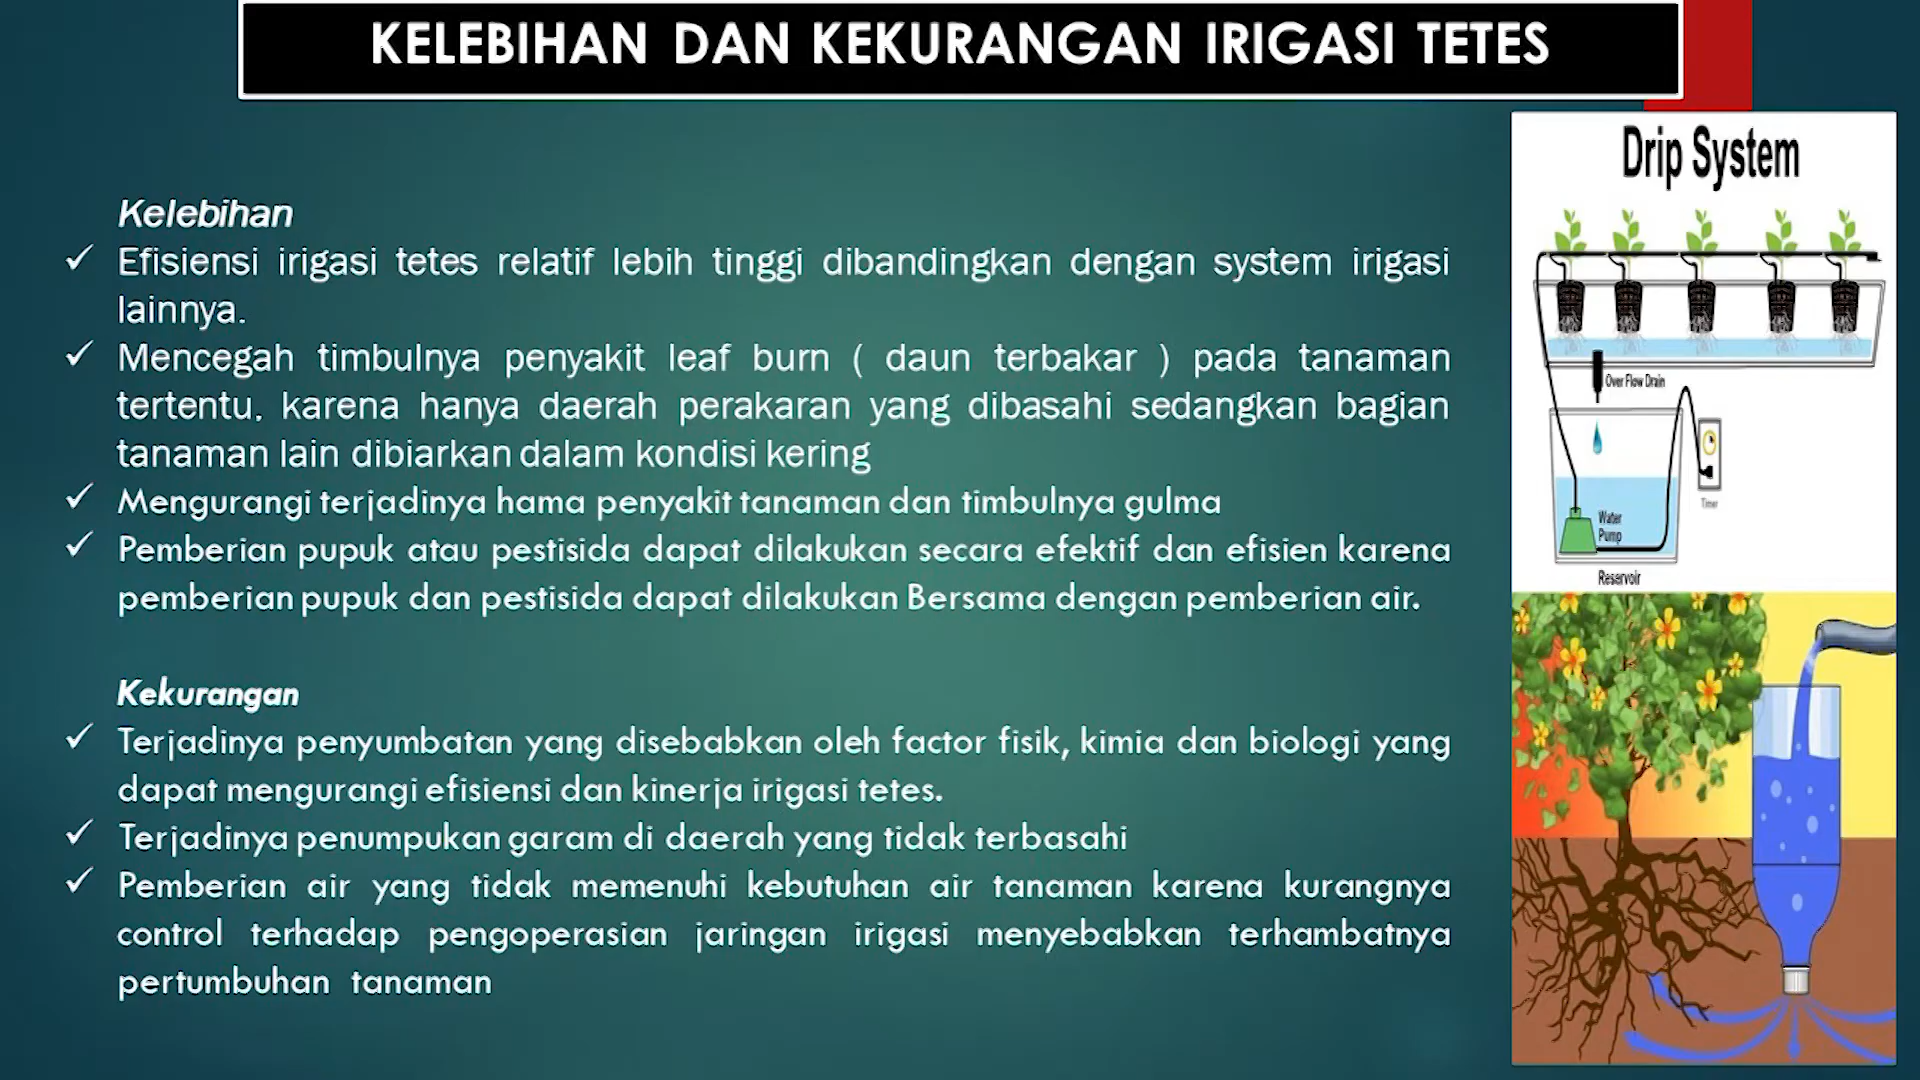 KELEBIHAN DAN KEKURANGAN IRIGASI TETES
Kelebihan
✓ Efisiensi irigasi tetes relatif lebih tinggi dibandingkan dengan system irigasi
lainnya.
✓ Mencegah timbulnya penyakit leaf burn ( daun terbakar ) pada tanaman
tertentu, karena hanya daerah perakaran yang dibasahi sedangkan bagian
tanaman lain dibiarkan dalam kondisi kering
✓ Mengurangi terjadinya hama penyakit tanaman dan timbulnya gulma
✓ Pemberian pupuk atau pestisida dapat dilakukan secara efektif dan efisien karena
pemberian pupuk dan pestisida dapat dilakukan Bersama dengan pemberian air.
Kekurangan
✓ Terjadinya penyumbatan yang disebabkan oleh factor fisik, kimia dan biologi yang
dapat mengurangi efisiensi dan kinerja irigasi tetes.
✓ Terjadinya penumpukan garam di daerah yang tidak terbasahi
✓ Pemberian air yang tidak memenuhi kebutuhan air tanaman karena kurangnya
control terhadap pengoperasian jaringan irigasi menyebabkan terhambatnya
pertumbuhan tanaman
Drip System
Over Flow Drain
Timer
Water
Pump
Reservoir